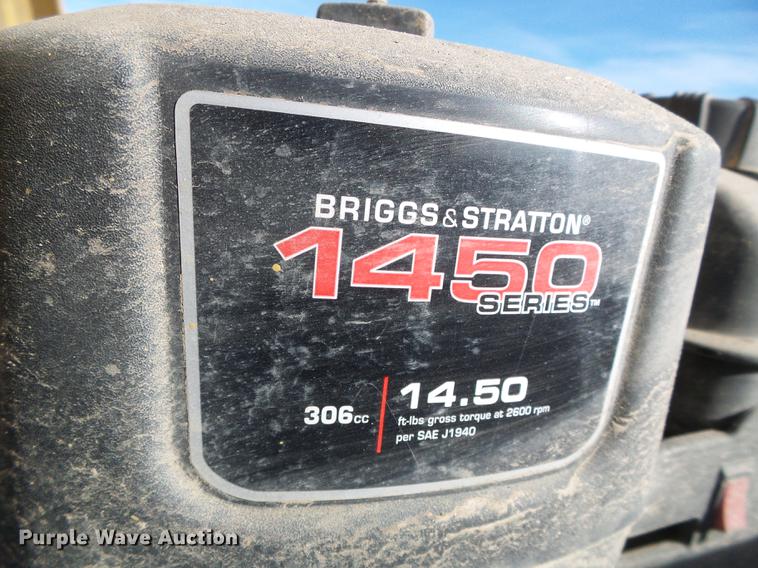 BRIGGS & STRATTON®
1450
SERIES™
306cc
14.50
ft-lbs gross torque at 2600 rpm
per SAE J1940
Purple Wave Auction